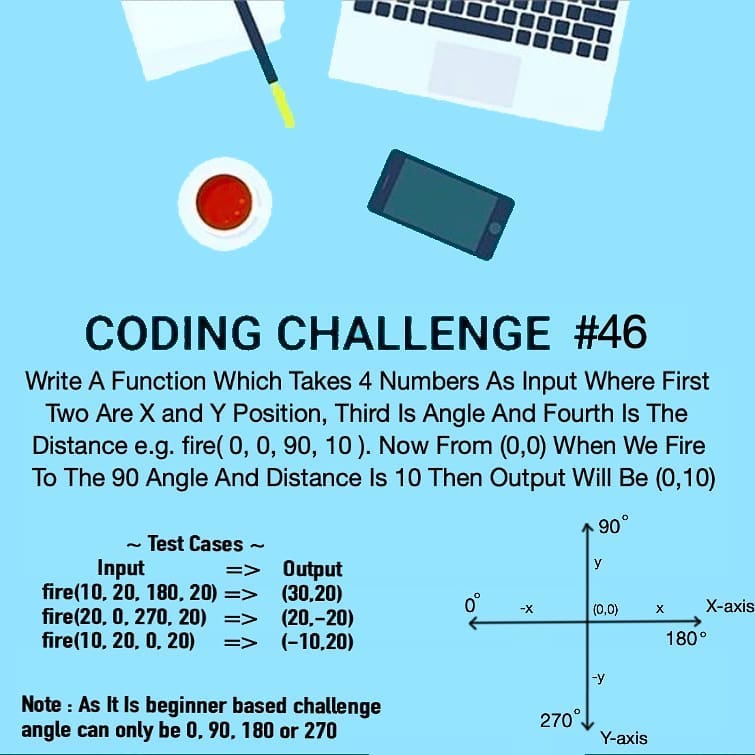 CODING CHALLENGE #46
Write A Function Which Takes 4 Numbers As Input Where First
Two Are X and Y Position, Third Is Angle And Fourth Is The
Distance e.g. fire( 0, 0, 90, 10 ). Now From (0,0) When We Fire
To The 90 Angle And Distance Is 10 Then Output Will Be (0,10)
~ Test Cases ~
Input => Output
fire(10, 20, 180, 20) => (30,20)
fire(20, 0, 270, 20) => (20,-20)
fire(10, 20, 0, 20) => (-10,20)
Note : As It Is beginner based challenge
angle can only be 0, 90, 180 or 270
90°
y
0°
-x
(0,0)
x
X-axis
180°
-y
270°
Y-axis